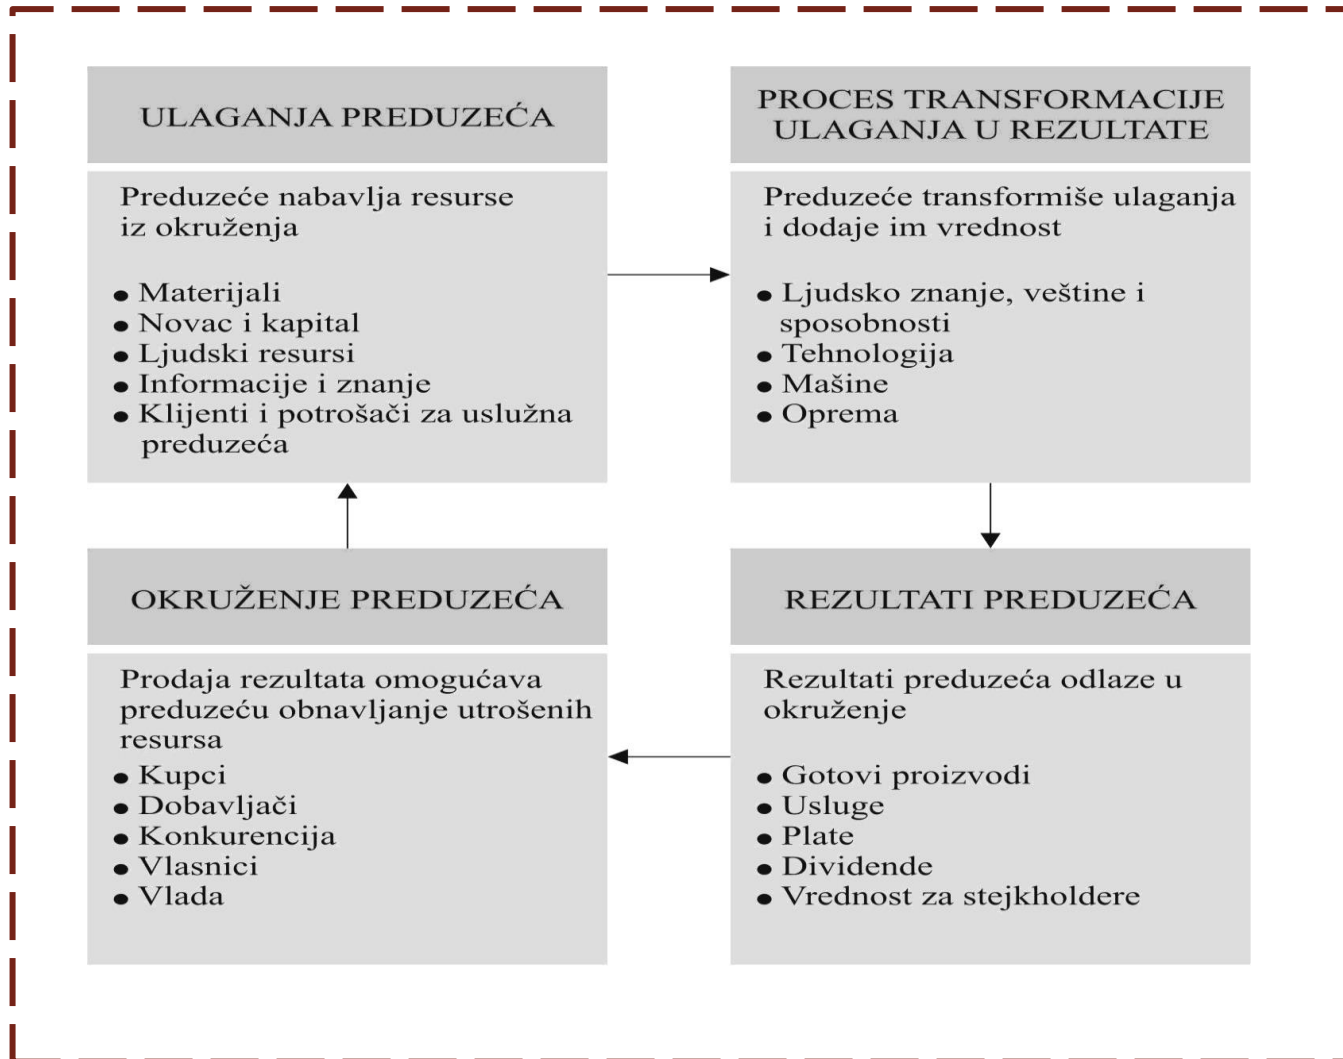 ULAGANJA PREDUZEĆA
Preduzeće nabavlja resurse
iz okruženja
● Materijali
● Novac i kapital
● Ljudski resursi
● Informacije i znanje
● Klijenti i potrošači za uslužna
preduzeća
PROCES TRANSFORMACIJE
ULAGANJA U REZULTATE
Preduzeće transformiše ulaganja
i dodaje im vrednost
● Ljudsko znanje, veštine i
sposobnosti
● Tehnologija
● Mašine
● Oprema
OKRUŽENJE PREDUZEĆA
Prodaja rezultata omogućava
preduzeću obnavljanje utrošenih
resursa
● Kupci
● Dobavljači
● Konkurencija
● Vlasnici
● Vlada
REZULTATI PREDUZEĆA
Rezultati preduzeća odlaze u
okruženje
● Gotovi proizvodi
● Usluge
● Plate
● Dividende
● Vrednost za stejkholdere